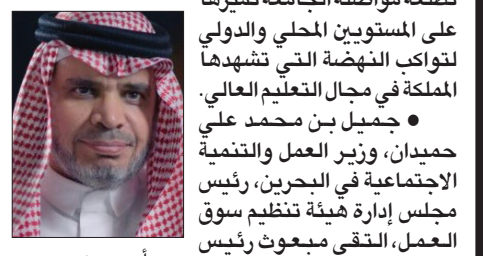 على المستويين المحلي والدولي
لتواكب النهضة التي تشهدها
المملكة في مجال التعليم العالي.
● جميل بن محمد علي
حميدان، وزير العمل والتنمية
الاجتماعية في البحرين، رئيس
مجلس إدارة هيئة تنظيم سوق
العمل، التقى مبعوث رئيس